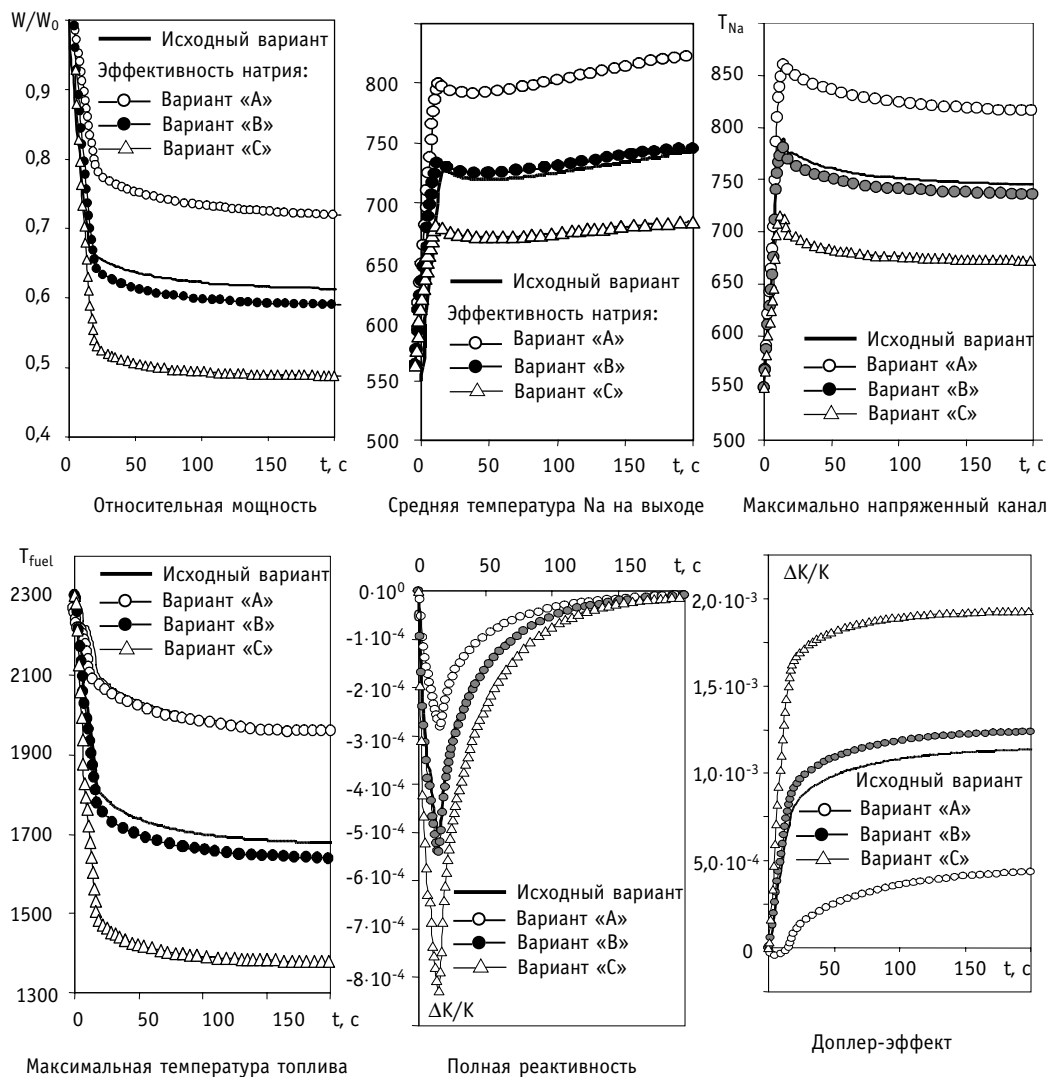 W/W₀
Исходный вариант
Эффективность натрия:
Вариант «А»
Вариант «В»
Вариант «С»
0,9
0,8
0,7
0,6
0,5
0,4
0 50 100 150 t, с
Относительная мощность
800
750
700
650
600
550
500
Исходный вариант
Эффективность натрия:
Вариант «А»
Вариант «В»
Вариант «С»
0 50 100 150 t, с
Средняя температура Na на выходе
T_Na
850
800
750
700
650
600
550
500
Исходный вариант
Вариант «А»
Вариант «В»
Вариант «С»
0 50 100 150 t, с
Максимально напряженный канал
T_fuel
2300
2100
1900
1700
1500
1300
Исходный вариант
Вариант «А»
Вариант «В»
Вариант «С»
0 50 100 150 t, с
Максимальная температура топлива
0 50 100 150 t, с
0·10⁰
-1·10⁻⁴
-2·10⁻⁴
-3·10⁻⁴
-4·10⁻⁴
-5·10⁻⁴
-6·10⁻⁴
-7·10⁻⁴
-8·10⁻⁴
Исходный вариант
Вариант «А»
Вариант «В»
Вариант «С»
ΔK/K
Полная реактивность
ΔK/K
2,0·10⁻³
1,5·10⁻³
1,0·10⁻³
5,0·10⁻⁴
0
Исходный вариант
Вариант «А»
Вариант «В»
Вариант «С»
50 100 150 t, с
Доплер-эффект